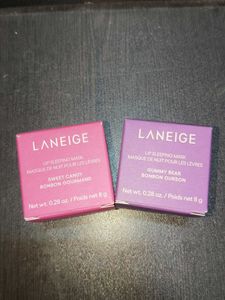 LANEIGE
LIP SLEEPING MASK
MASQUE DE NUIT POUR LES LÈVRES
SWEET CANDY
BONBON GOURMAND
Net wt. 0.28 oz. / Poids net 8 g
LANEIGE
LIP SLEEPING MASK
MASQUE DE NUIT POUR LES LÈVRES
GUMMY BEAR
BONBON OURSON
Net wt. 0.28 oz. / Poids net 8 g